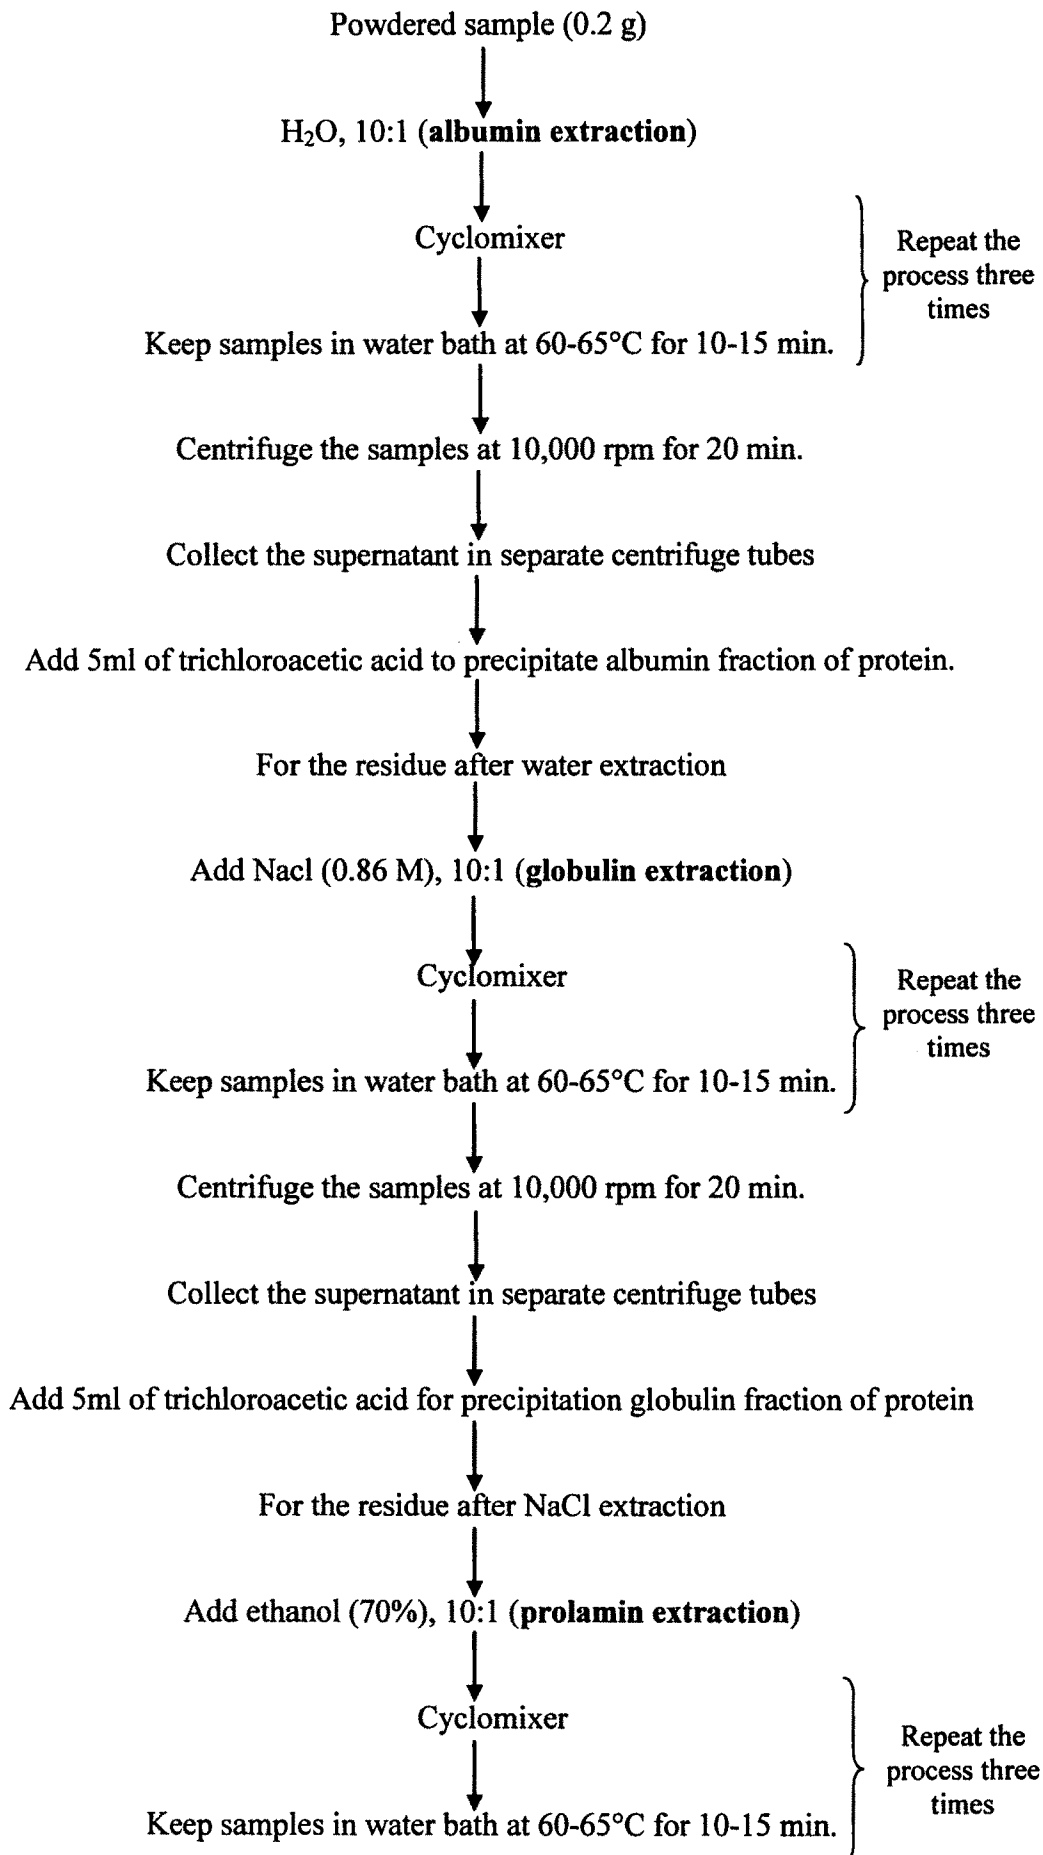 Powdered sample (0.2 g)
H₂O, 10:1 (albumin extraction)
Cyclomixer
Repeat the
process three
times
Keep samples in water bath at 60-65°C for 10-15 min.
Centrifuge the samples at 10,000 rpm for 20 min.
Collect the supernatant in separate centrifuge tubes
Add 5ml of trichloroacetic acid to precipitate albumin fraction of protein.
For the residue after water extraction
Add Nacl (0.86 M), 10:1 (globulin extraction)
Cyclomixer
Repeat the
process three
times
Keep samples in water bath at 60-65°C for 10-15 min.
Centrifuge the samples at 10,000 rpm for 20 min.
Collect the supernatant in separate centrifuge tubes
Add 5ml of trichloroacetic acid for precipitation globulin fraction of protein
For the residue after NaCl extraction
Add ethanol (70%), 10:1 (prolamin extraction)
Cyclomixer
Repeat the
process three
times
Keep samples in water bath at 60-65°C for 10-15 min.